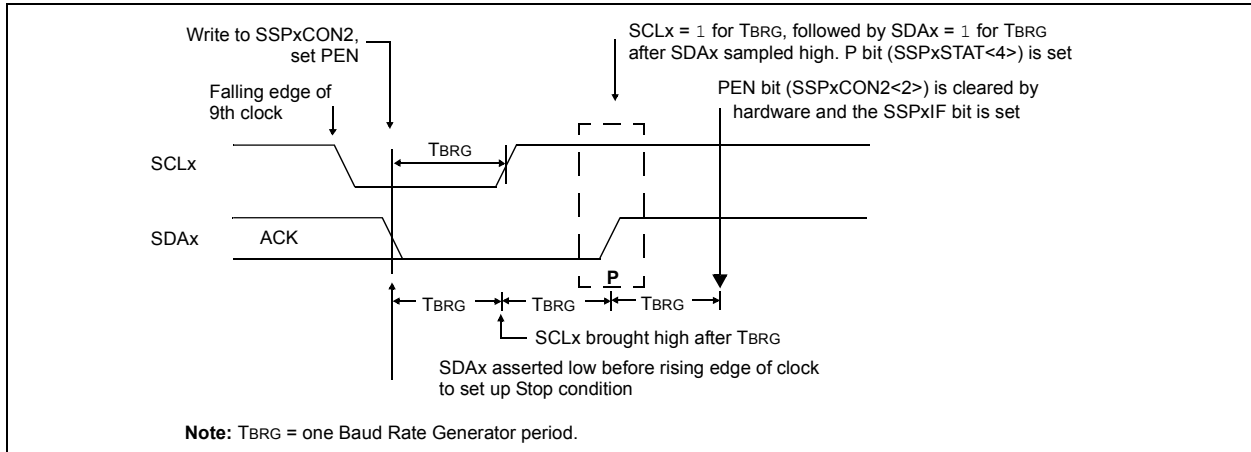 Write to SSPxCON2,
set PEN
SCLx = 1 for TBRG, followed by SDAx = 1 for TBRG
after SDAx sampled high. P bit (SSPxSTAT<4>) is set
Falling edge of
9th clock
PEN bit (SSPxCON2<2>) is cleared by
hardware and the SSPxIF bit is set
TBRG
SCLx
SDAx
ACK
P
TBRG
TBRG
TBRG
SCLx brought high after TBRG
SDAx asserted low before rising edge of clock
to set up Stop condition
Note: TBRG = one Baud Rate Generator period.